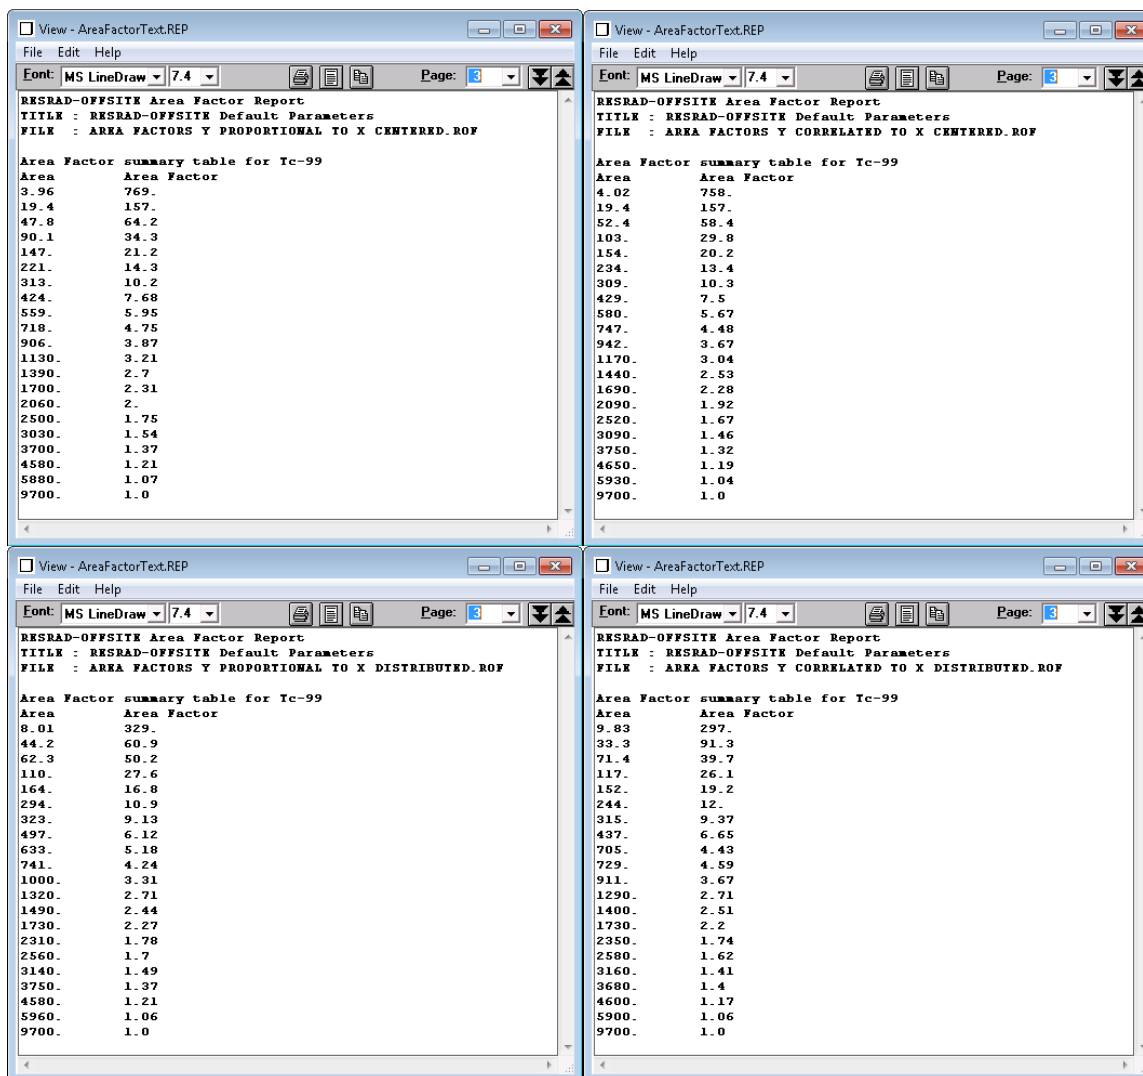 View - AreaFactorText.REP
File Edit Help
Font: MS LineDraw 7.4 Page: 3
RESRAD-OFFSITE Area Factor Report
TITLE : RESRAD-OFFSITE Default Parameters
FILE : AREA FACTORS Y PROPORTIONAL TO X CENTERED.ROF
Area Factor summary table for Tc-99
Area Area Factor
3.96 769.
19.4 157.
47.8 64.2
90.1 34.3
147. 21.2
221. 14.3
313. 10.2
424. 7.68
559. 5.95
718. 4.75
906. 3.87
1130. 3.21
1390. 2.7
1700. 2.31
2060. 2.
2500. 1.75
3030. 1.54
3700. 1.37
4580. 1.21
5880. 1.07
9700. 1.0
View - AreaFactorText.REP
File Edit Help
Font: MS LineDraw 7.4 Page: 3
RESRAD-OFFSITE Area Factor Report
TITLE : RESRAD-OFFSITE Default Parameters
FILE : AREA FACTORS Y CORRELATED TO X CENTERED.ROF
Area Factor summary table for Tc-99
Area Area Factor
4.02 758.
19.4 157.
52.4 58.4
103. 29.8
154. 20.2
234. 13.4
309. 10.3
429. 7.5
580. 5.67
747. 4.48
942. 3.67
1170. 3.04
1440. 2.53
1690. 2.28
2090. 1.92
2520. 1.67
3090. 1.46
3750. 1.32
4650. 1.19
5930. 1.04
9700. 1.0
View - AreaFactorText.REP
File Edit Help
Font: MS LineDraw 7.4 Page: 3
RESRAD-OFFSITE Area Factor Report
TITLE : RESRAD-OFFSITE Default Parameters
FILE : AREA FACTORS Y PROPORTIONAL TO X DISTRIBUTED.ROF
Area Factor summary table for Tc-99
Area Area Factor
8.01 329.
44.2 60.9
62.3 50.2
110. 27.6
164. 16.8
294. 10.9
323. 9.13
497. 6.12
633. 5.18
741. 4.24
1000. 3.31
1320. 2.71
1490. 2.44
1730. 2.27
2310. 1.78
2560. 1.7
3140. 1.49
3750. 1.37
4580. 1.21
5960. 1.06
9700. 1.0
View - AreaFactorText.REP
File Edit Help
Font: MS LineDraw 7.4 Page: 3
RESRAD-OFFSITE Area Factor Report
TITLE : RESRAD-OFFSITE Default Parameters
FILE : AREA FACTORS Y CORRELATED TO X DISTRIBUTED.ROF
Area Factor summary table for Tc-99
Area Area Factor
9.83 297.
33.3 91.3
71.4 39.7
117. 26.1
152. 19.2
244. 12.
315. 9.37
437. 6.65
705. 4.43
729. 4.59
911. 3.67
1290. 2.71
1400. 2.51
1730. 2.2
2350. 1.74
2580. 1.62
3160. 1.41
3680. 1.4
4600. 1.17
5900. 1.06
9700. 1.0